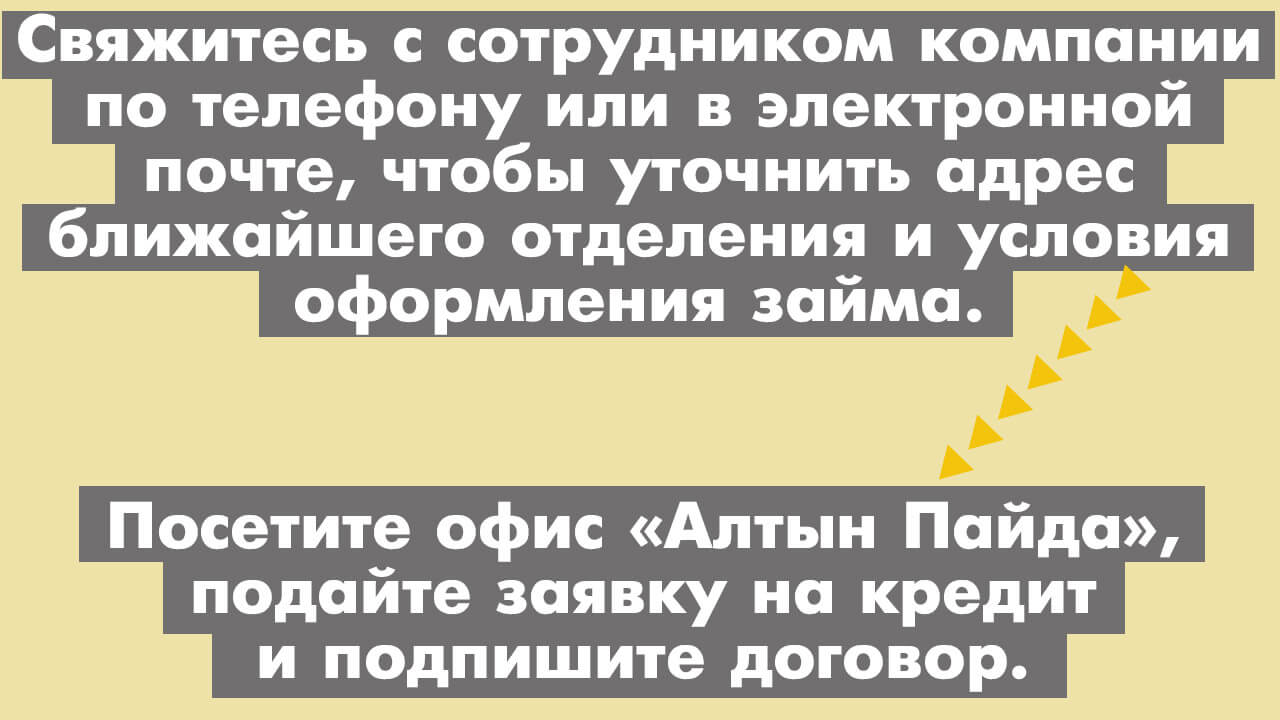 Свяжитесь с сотрудником компании
по телефону или в электронной
почте, чтобы уточнить адрес
ближайшего отделения и условия
оформления займа.
Посетите офис «Алтын Пайда»,
подайте заявку на кредит
и подпишите договор.